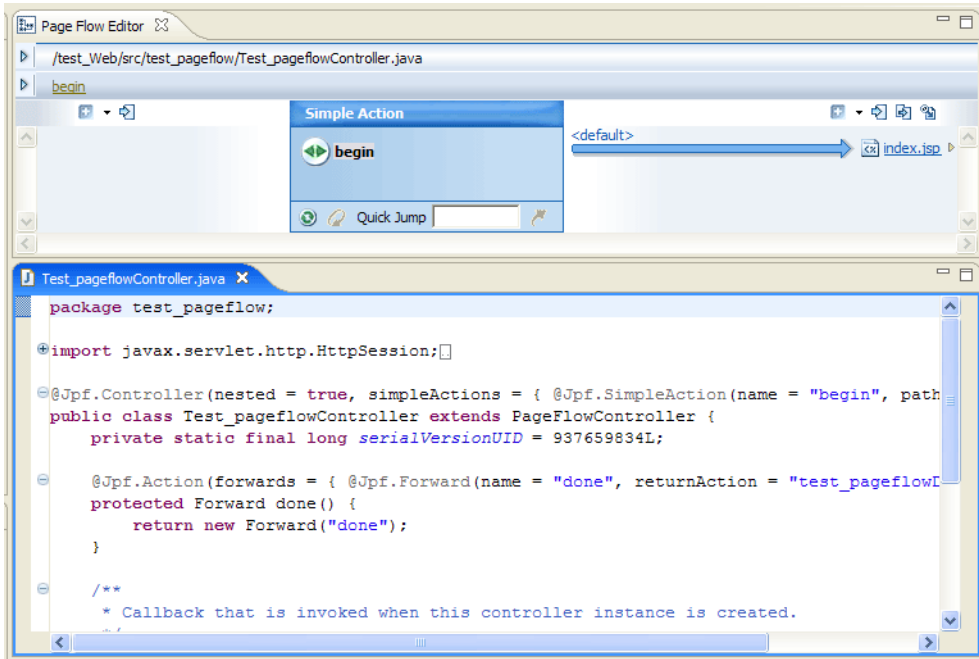 Page Flow Editor
/test_Web/src/test_pageflow/Test_pageflowController.java
begin
Simple Action
begin
<default>
index.jsp
Quick Jump
Test_pageflowController.java
package test_pageflow;
import javax.servlet.http.HttpSession;
@Jpf.Controller(nested = true, simpleActions = { @Jpf.SimpleAction(name = "begin", path
public class Test_pageflowController extends PageFlowController {
private static final long serialVersionUID = 937659834L;
@Jpf.Action(forwards = { @Jpf.Forward(name = "done", returnAction = "test_pageflowD
protected Forward done() {
return new Forward("done");
}
/**
* Callback that is invoked when this controller instance is created.